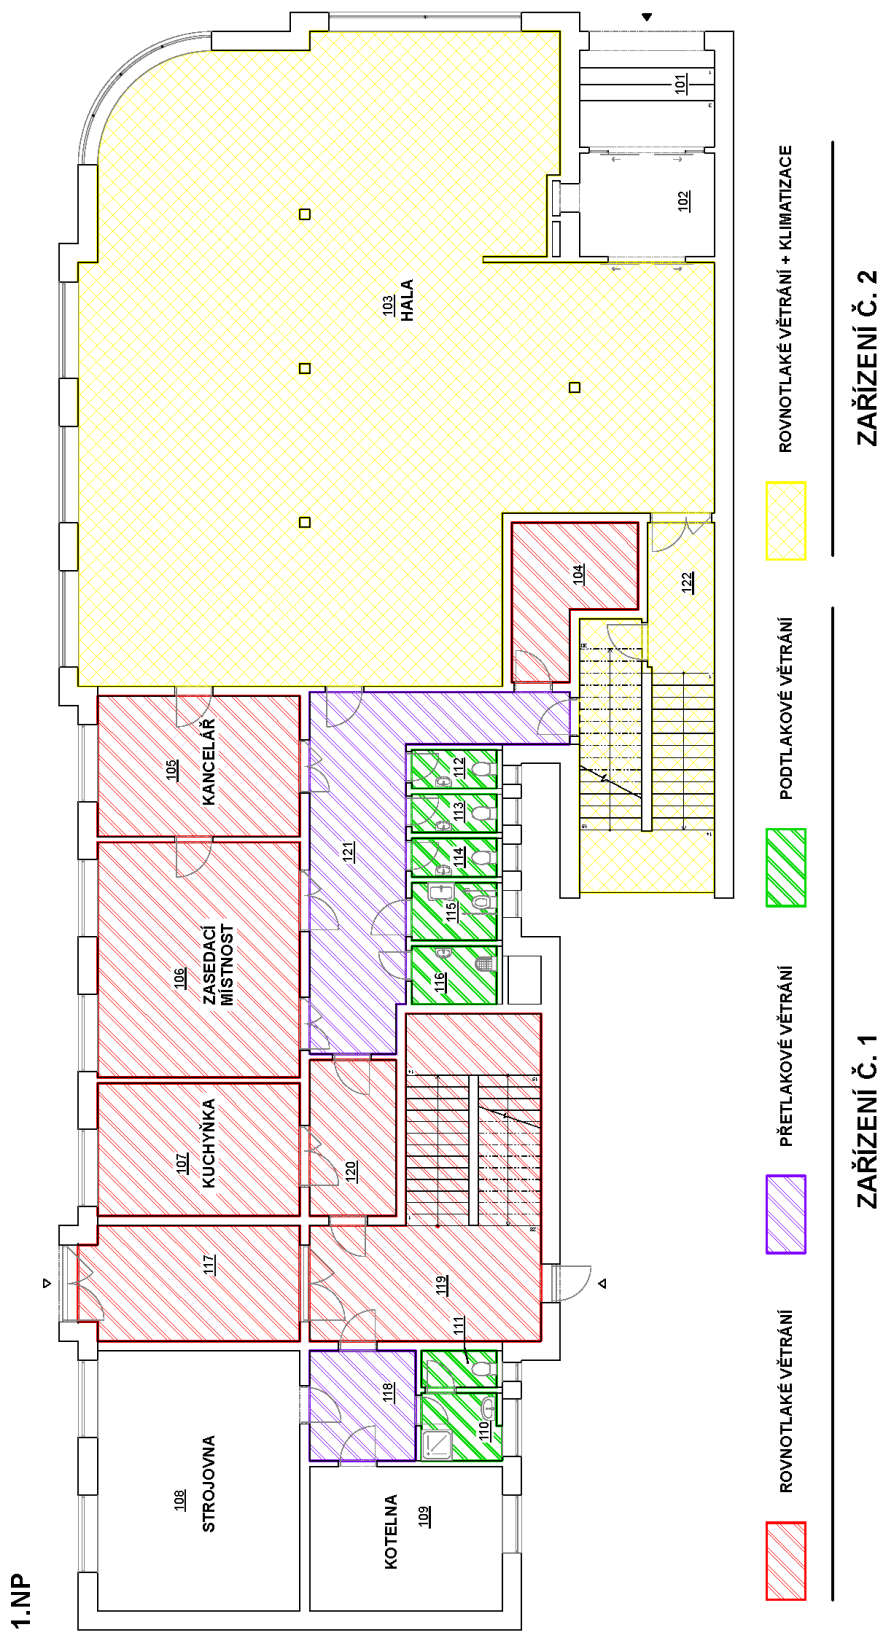 1.NP
108
STROJOVNA
109
KOTELNA
110
111
118
117
119
107
KUCHYŇKA
120
106
ZASEDACÍ
MÍSTNOST
116
115
114
113
112
121
105
KANCELÁŘ
104
122
103
HALA
102
101
ROVNOTLAKÉ VĚTRÁNÍ
PŘETLAKOVÉ VĚTRÁNÍ
PODTLAKOVÉ VĚTRÁNÍ
ROVNOTLAKÉ VĚTRÁNÍ + KLIMATIZACE
ZAŘÍZENÍ Č. 1
ZAŘÍZENÍ Č. 2